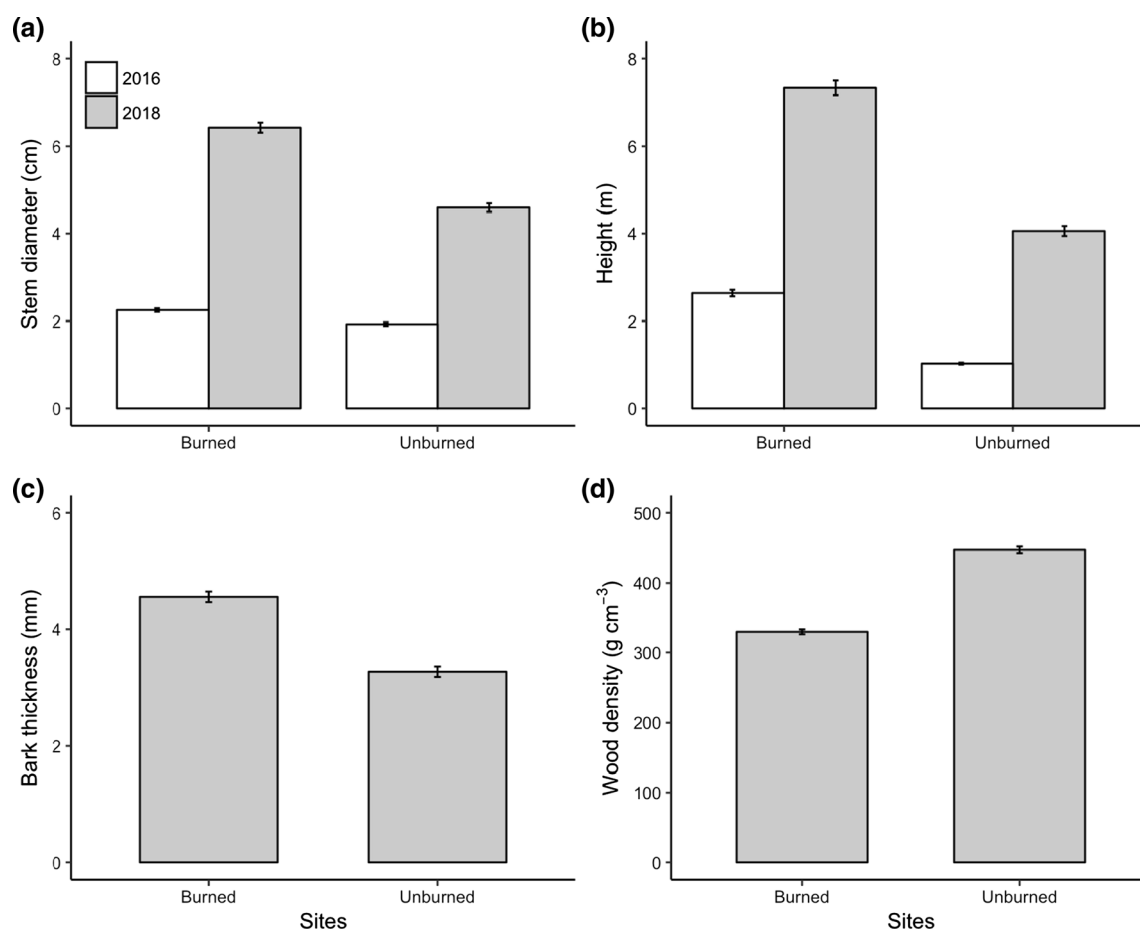 (a)
8
6
4
2
0
Stem diameter (cm)
2016
2018
Burned
Unburned
(b)
8
6
4
2
0
Height (m)
Burned
Unburned
(c)
6
4
2
0
Bark thickness (mm)
Burned
Unburned
Sites
(d)
500
400
300
200
100
0
Wood density (g cm⁻³)
Burned
Unburned
Sites